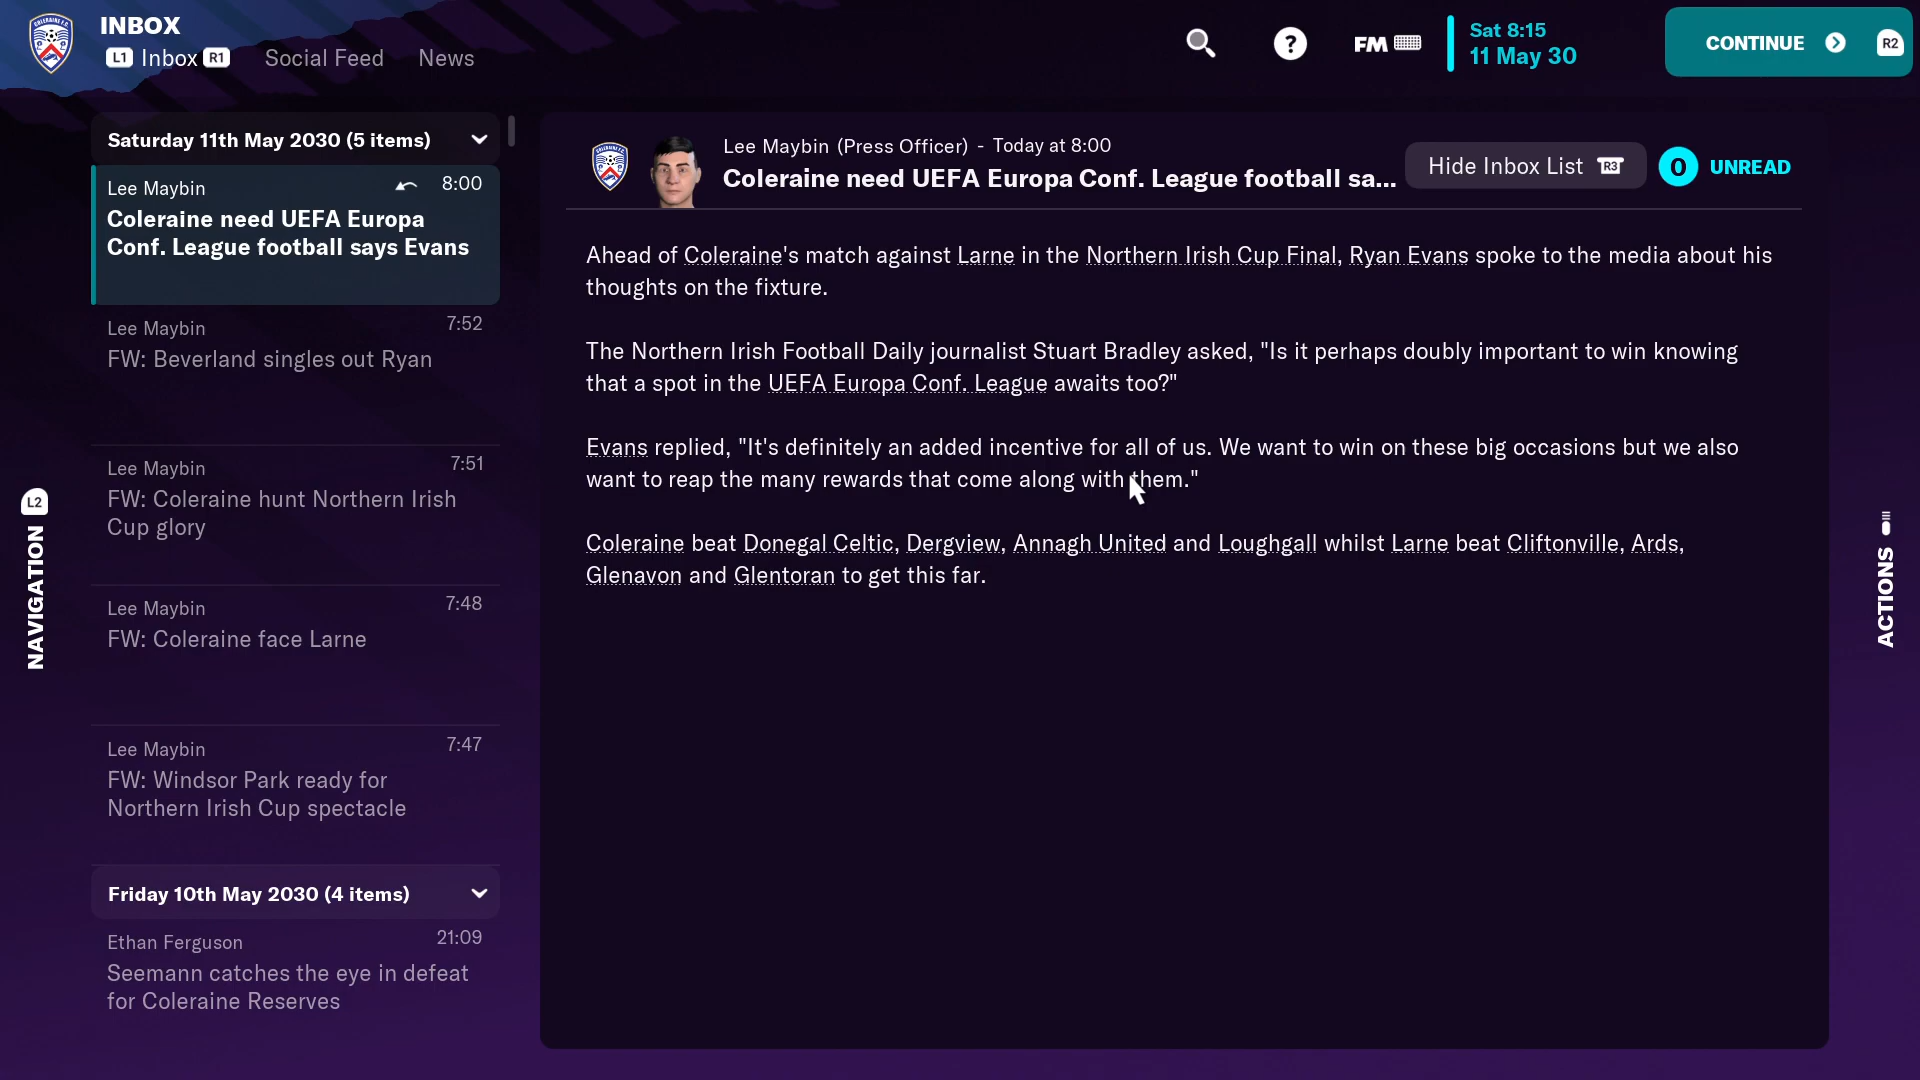 INBOX
L1 Inbox R1 Social Feed News
FM
Sat 8:15
11 May 30
CONTINUE R2
Saturday 11th May 2030 (5 items)
Lee Maybin 8:00
Coleraine need UEFA Europa
Conf. League football says Evans
Lee Maybin 7:52
FW: Beverland singles out Ryan
Lee Maybin 7:51
FW: Coleraine hunt Northern Irish
Cup glory
Lee Maybin 7:48
FW: Coleraine face Larne
Lee Maybin 7:47
FW: Windsor Park ready for
Northern Irish Cup spectacle
Friday 10th May 2030 (4 items)
Ethan Ferguson 21:09
Seemann catches the eye in defeat
for Coleraine Reserves
L2
NAVIGATION
Lee Maybin (Press Officer) - Today at 8:00
Coleraine need UEFA Europa Conf. League football sa...
Hide Inbox List R3
0 UNREAD
Ahead of Coleraine's match against Larne in the Northern Irish Cup Final, Ryan Evans spoke to the media about his
thoughts on the fixture.
The Northern Irish Football Daily journalist Stuart Bradley asked, "Is it perhaps doubly important to win knowing
that a spot in the UEFA Europa Conf. League awaits too?"
Evans replied, "It's definitely an added incentive for all of us. We want to win on these big occasions but we also
want to reap the many rewards that come along with them."
Coleraine beat Donegal Celtic, Dergview, Annagh United and Loughgall whilst Larne beat Cliftonville, Ards,
Glenavon and Glentoran to get this far.
ACTIONS